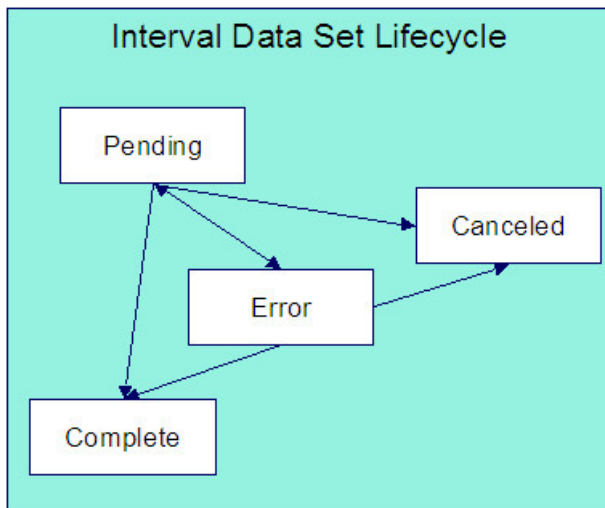 Interval Data Set Lifecycle
Pending
Canceled
Error
Complete